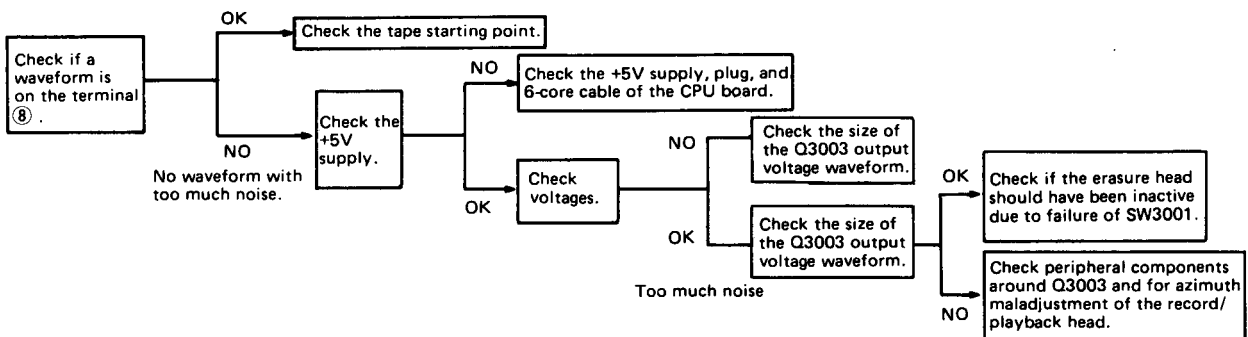 OK
Check the tape starting point.
Check if a
waveform is
on the terminal
⑧ .
NO
No waveform with
too much noise.
Check the
+5V
supply.
NO
Check the +5V supply, plug, and
6-core cable of the CPU board.
OK
Check
voltages.
NO
Check the size of
the Q3003 output
voltage waveform.
OK
Check the size of
the Q3003 output
voltage waveform.
Too much noise
OK
Check if the erasure head
should have been inactive
due to failure of SW3001.
NO
Check peripheral components
around Q3003 and for azimuth
maladjustment of the record/
playback head.